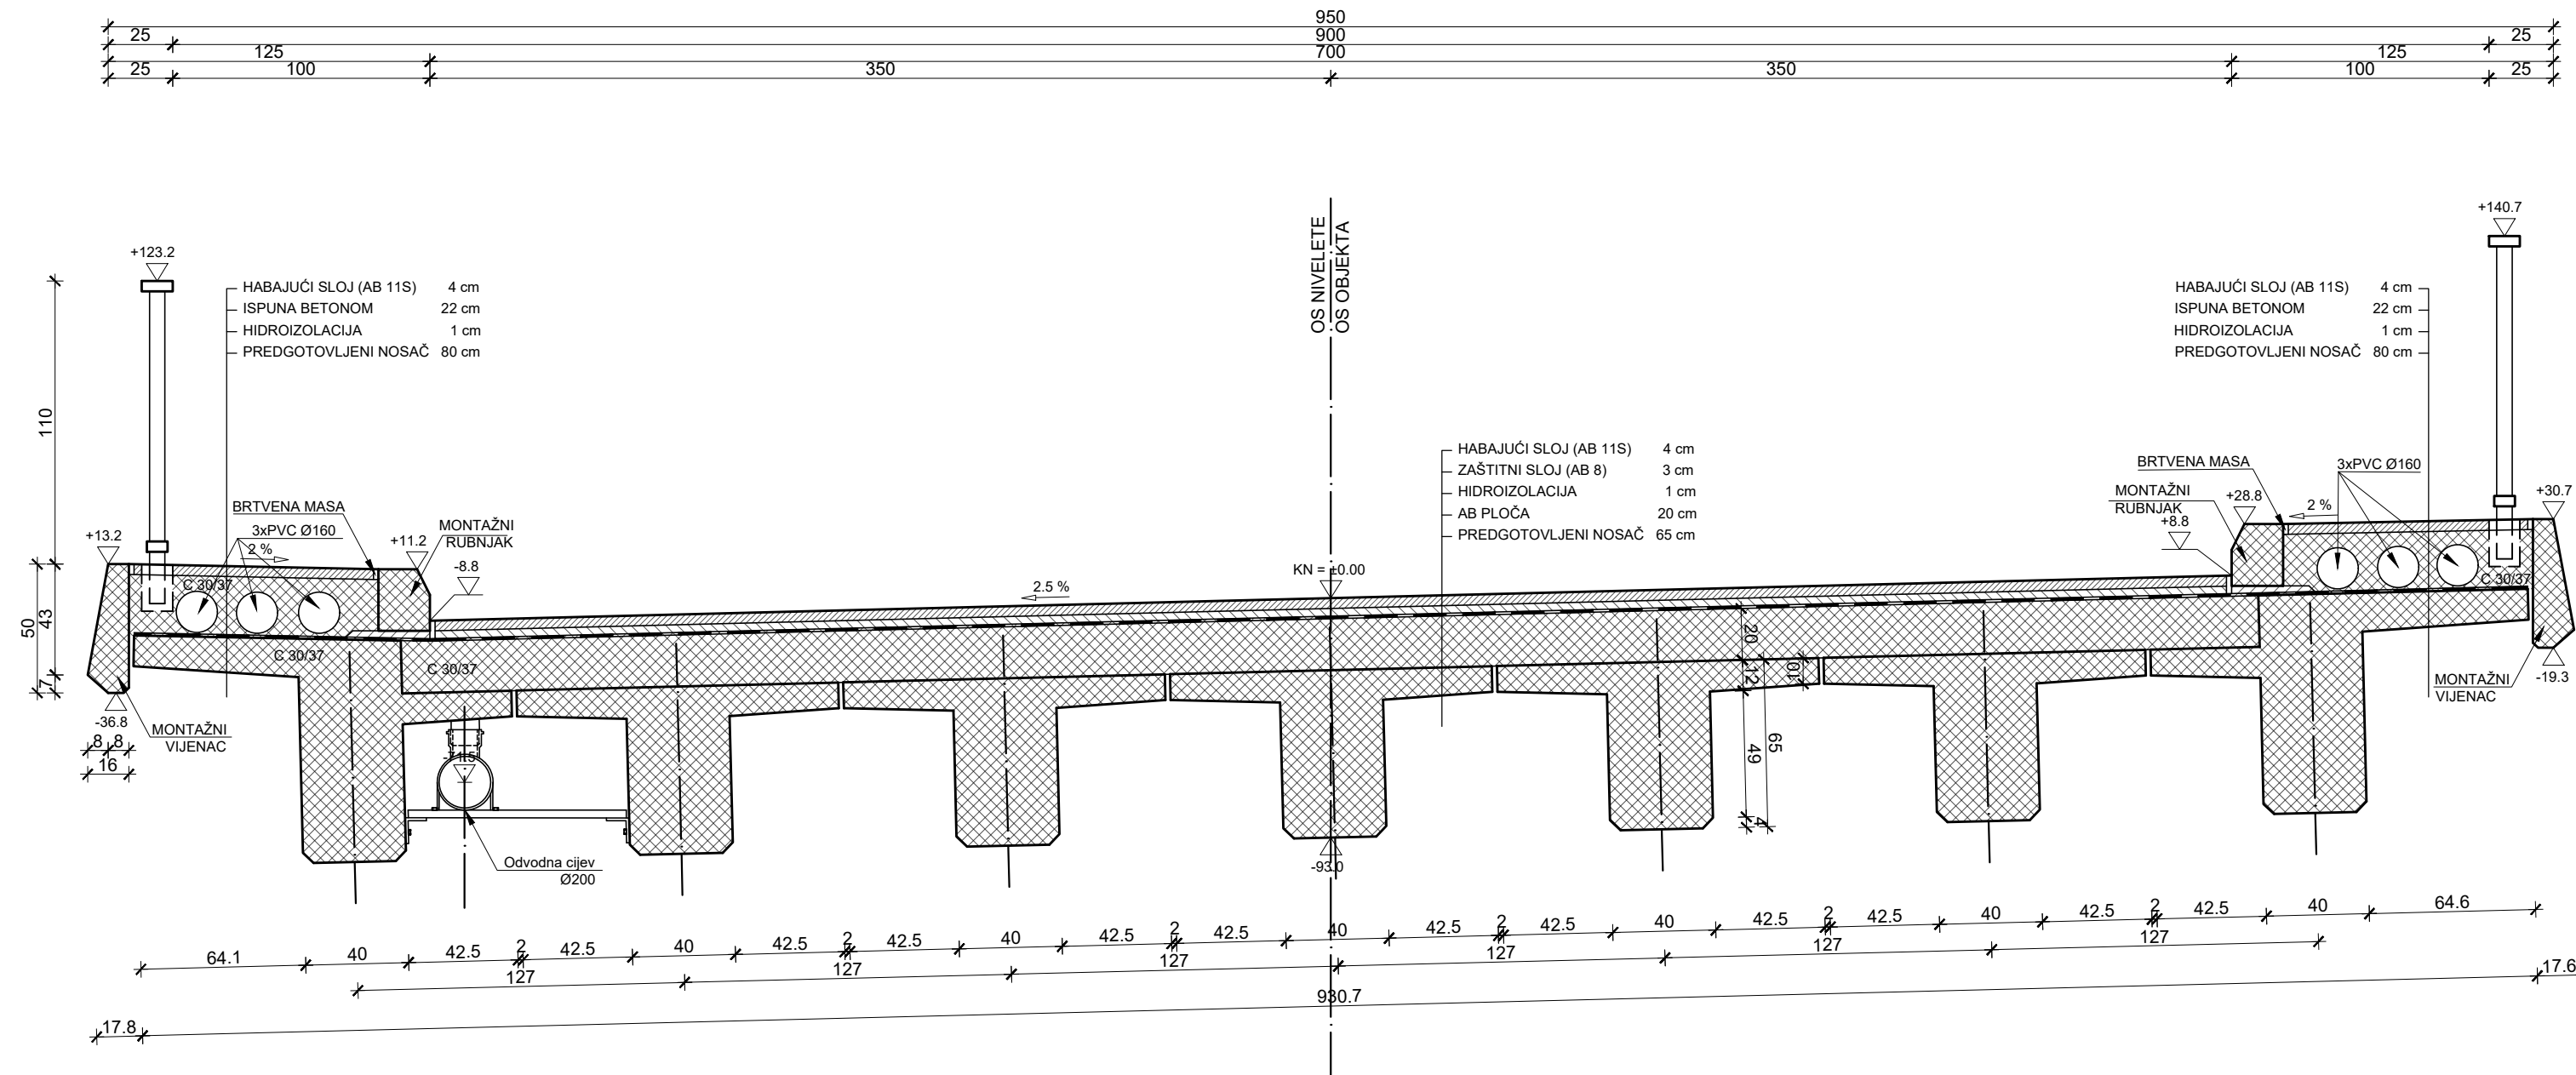 950
25
900
25
125
700
125
25
100
350
350
100
25
OS NIVELETE
OS OBJEKTA
+123.2
+140.7
HABAJUĆI SLOJ (AB 11S) 4 cm
ISPUNA BETONOM 22 cm
HIDROIZOLACIJA 1 cm
PREDGOTOVLJENI NOSAČ 80 cm
HABAJUĆI SLOJ (AB 11S) 4 cm
ISPUNA BETONOM 22 cm
HIDROIZOLACIJA 1 cm
PREDGOTOVLJENI NOSAČ 80 cm
110
HABAJUĆI SLOJ (AB 11S) 4 cm
ZAŠTITNI SLOJ (AB 8) 3 cm
HIDROIZOLACIJA 1 cm
AB PLOČA 20 cm
PREDGOTOVLJENI NOSAČ 65 cm
BRTVENA MASA
3xPVC Ø160
2 %
MONTAŽNI
RUBNJAK
+13.2
+11.2
-8.8
C 30/37
C 30/37
C 30/37
2.5 %
KN = ±0.00
BRTVENA MASA
MONTAŽNI
RUBNJAK
+28.8
+8.8
3xPVC Ø160
2 %
+30.7
C 30/37
50
43
7
-36.8
MONTAŽNI
VIJENAC
8
8
16
-71.5
Odvodna cijev
Ø200
20
12
10
49
65
4
-93.0
MONTAŽNI
VIJENAC
-19.3
64.1
40
42.5
2
42.5
40
42.5
2
42.5
40
42.5
2
42.5
40
42.5
2
42.5
40
42.5
2
42.5
40
42.5
2
42.5
40
64.6
127
127
127
127
127
127
17.8
930.7
17.6